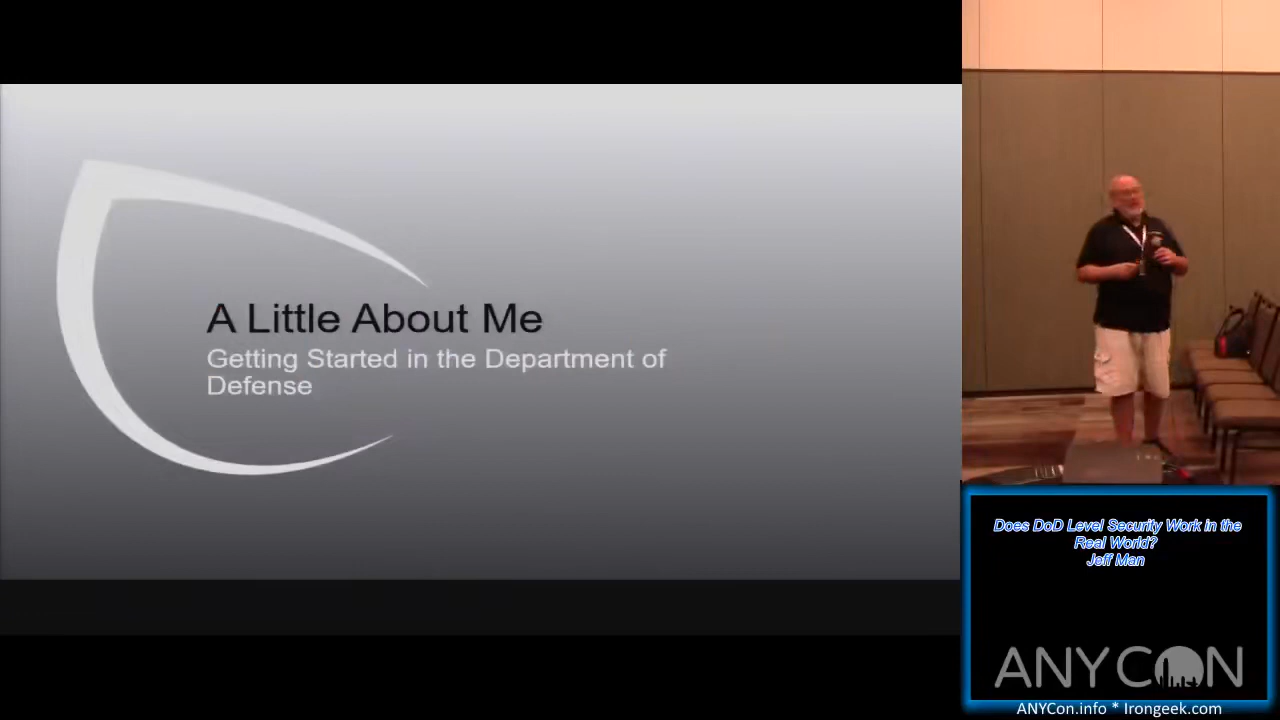 A Little About Me
Getting Started in the Department of
Defense
Does DoD Level Security Work in the
Real World?
Jeff Man
ANYCON
ANYCon.info * Irongeek.com